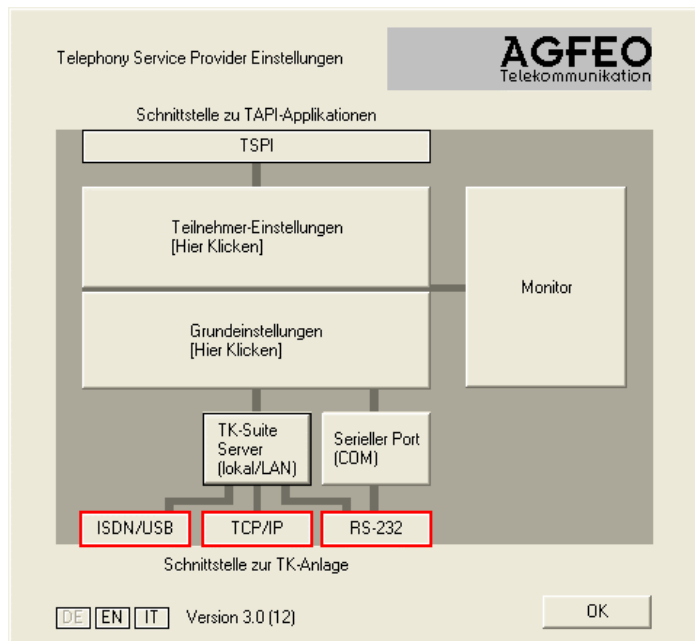 Telephony Service Provider Einstellungen
AGFEO
Telekommunikation
Schnittstelle zu TAPI-Applikationen
TSPI
Teilnehmer-Einstellungen
[Hier Klicken]
Monitor
Grundeinstellungen
[Hier Klicken]
TK-Suite
Server
(lokal/LAN)
Serieller Port
(COM)
ISDN/USB
TCP/IP
RS-232
Schnittstelle zur TK-Anlage
DE EN IT Version 3.0 (12)
OK